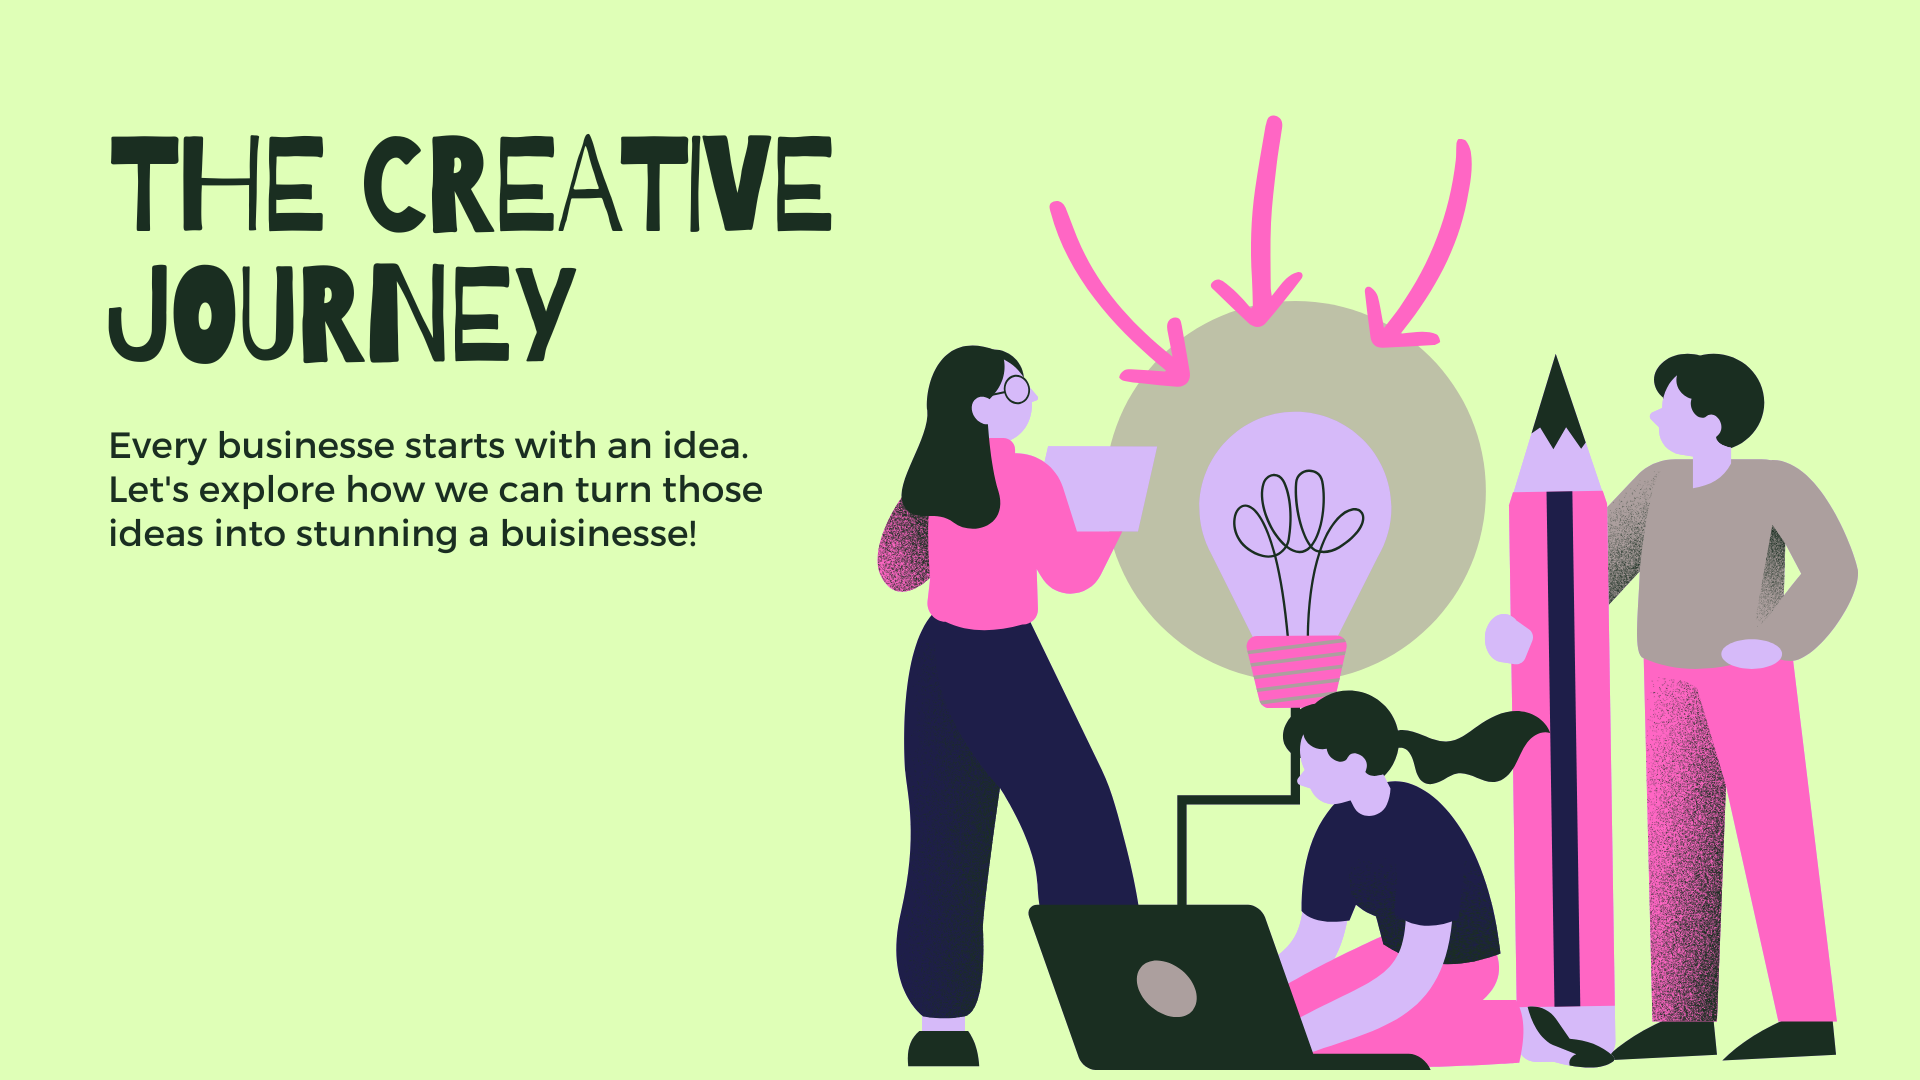 THE CREATIVE
JOURNEY
Every businesse starts with an idea.
Let's explore how we can turn those
ideas into stunning a buisinesse!